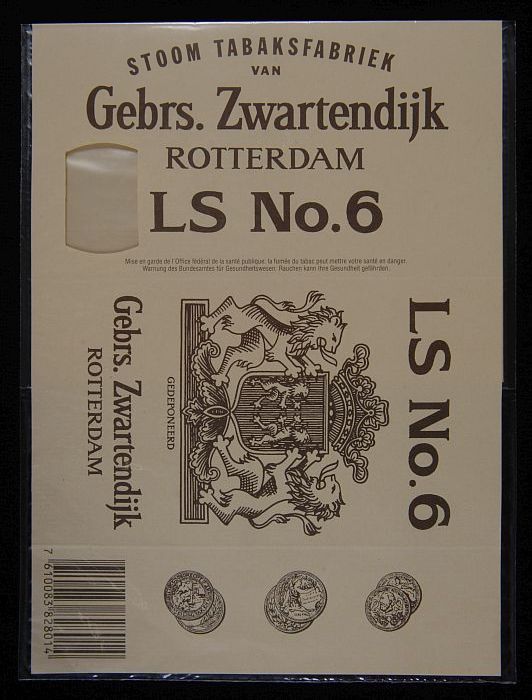 STOOM TABAKSFABRIEK
VAN
Gebrs. Zwartendijk
ROTTERDAM
LS No.6
Mise en garde de l'Office fédéral de la santé publique: la fumée du tabac peut mettre votre santé en danger.
Warnung des Bundesamtes für Gesundheitswesen: Rauchen kann Ihre Gesundheit gefährden.
Gebrs. Zwartendijk
ROTTERDAM
GEDEPONEERD
LS No.6
7 610083 828014